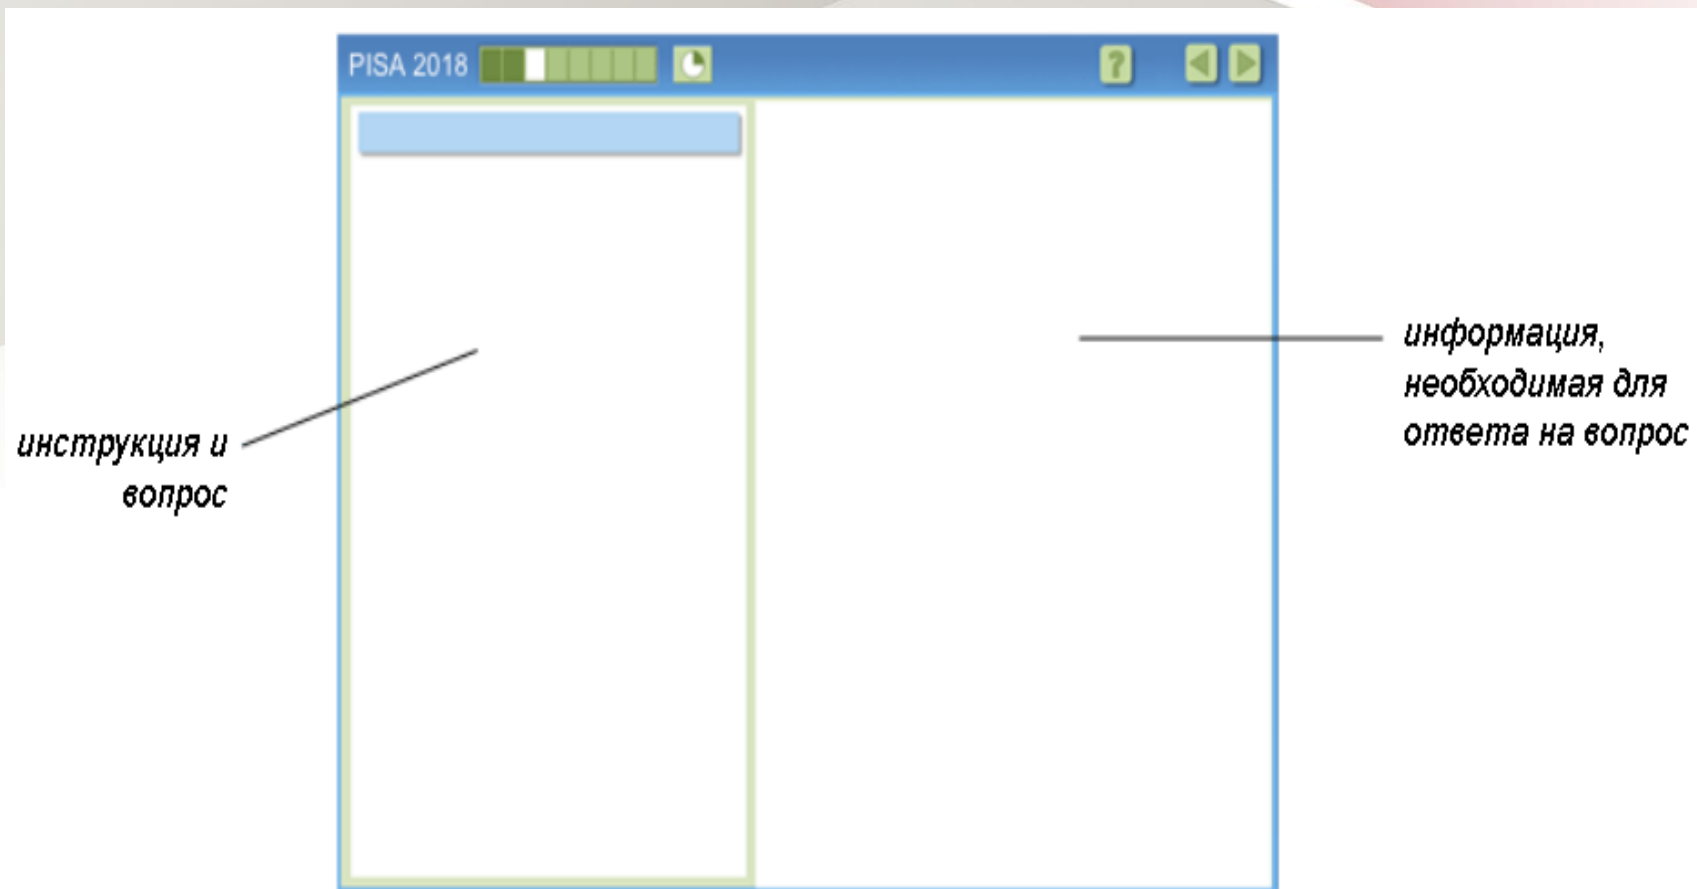 PISA 2018
?
инструкция и
вопрос
информация,
необходимая для
ответа на вопрос